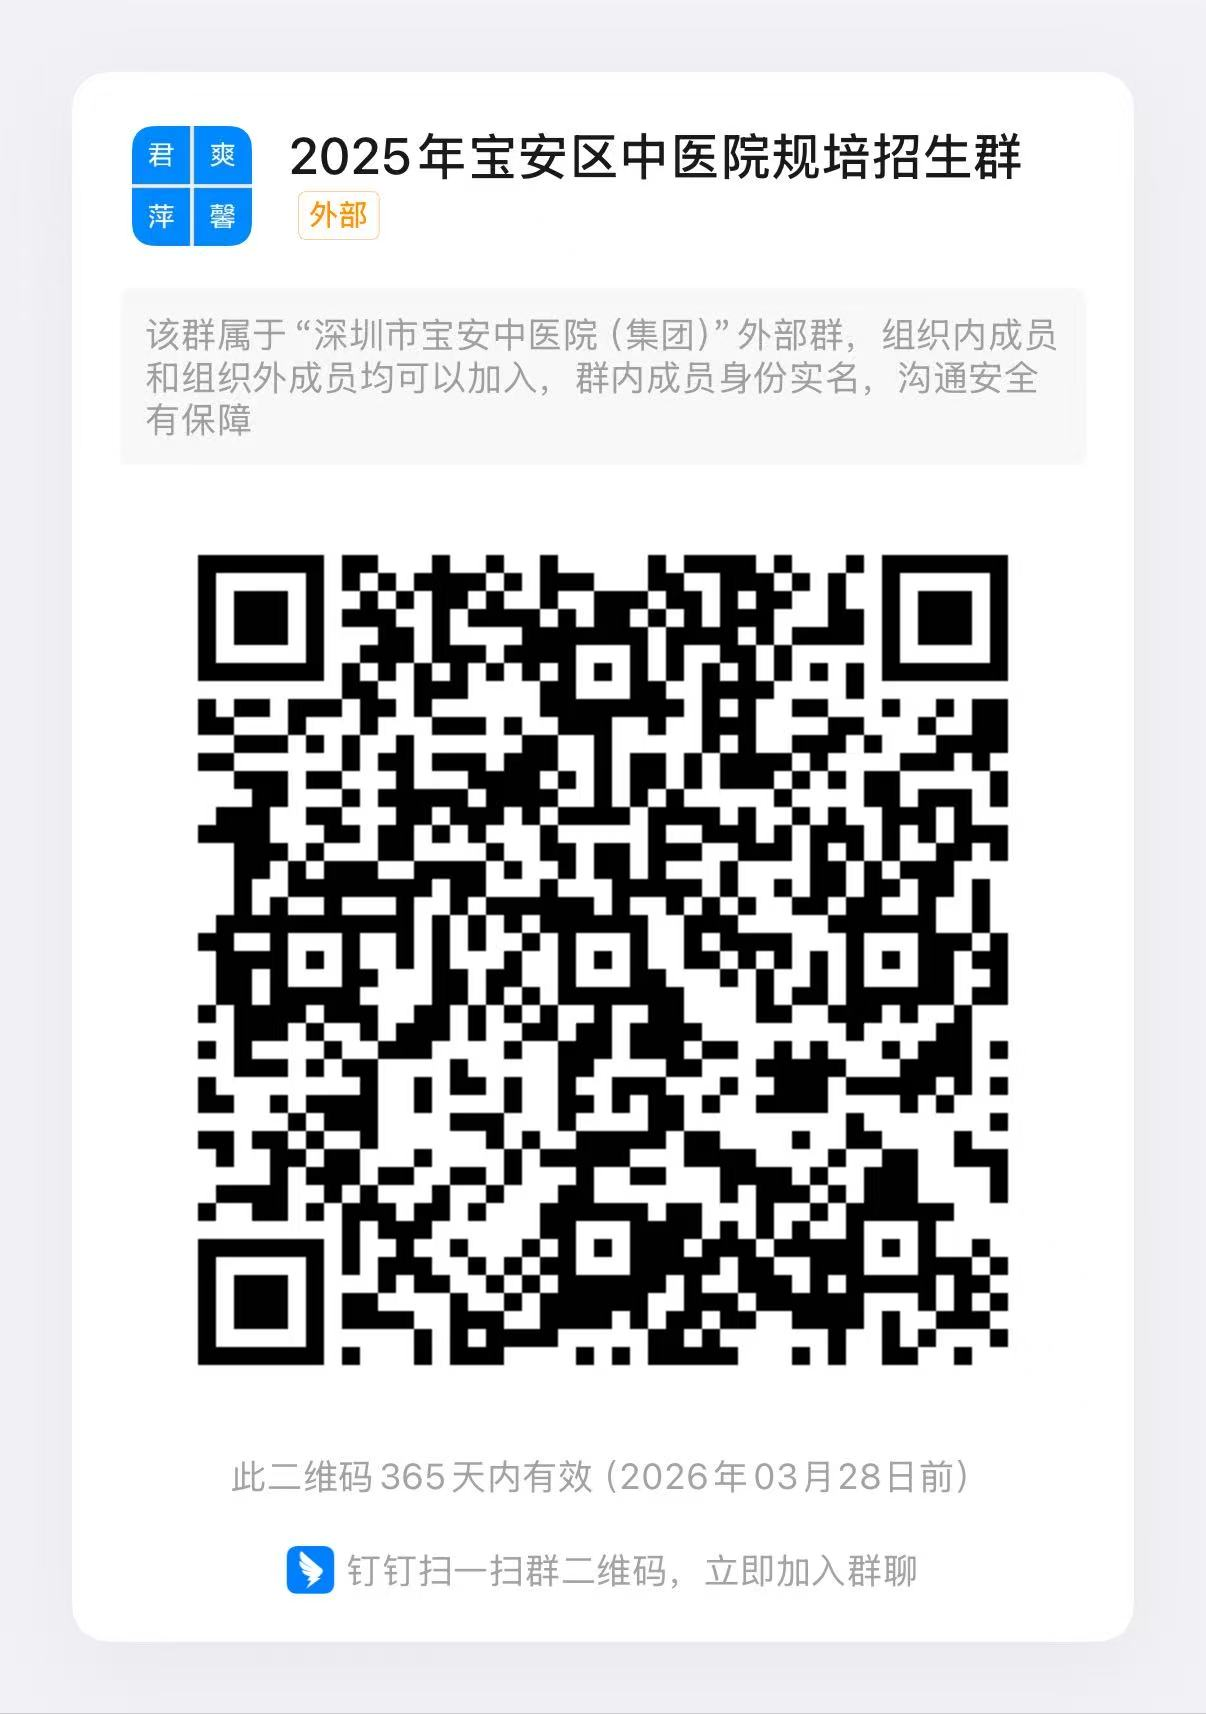 君 爽
萍 馨
2025年宝安区中医院规培招生群
外部
该群属于“深圳市宝安中医院（集团）”外部群，组织内成员
和组织外成员均可以加入，群内成员身份实名，沟通安全
有保障
此二维码365天内有效（2026年03月28日前）
钉钉扫一扫群二维码，立即加入群聊